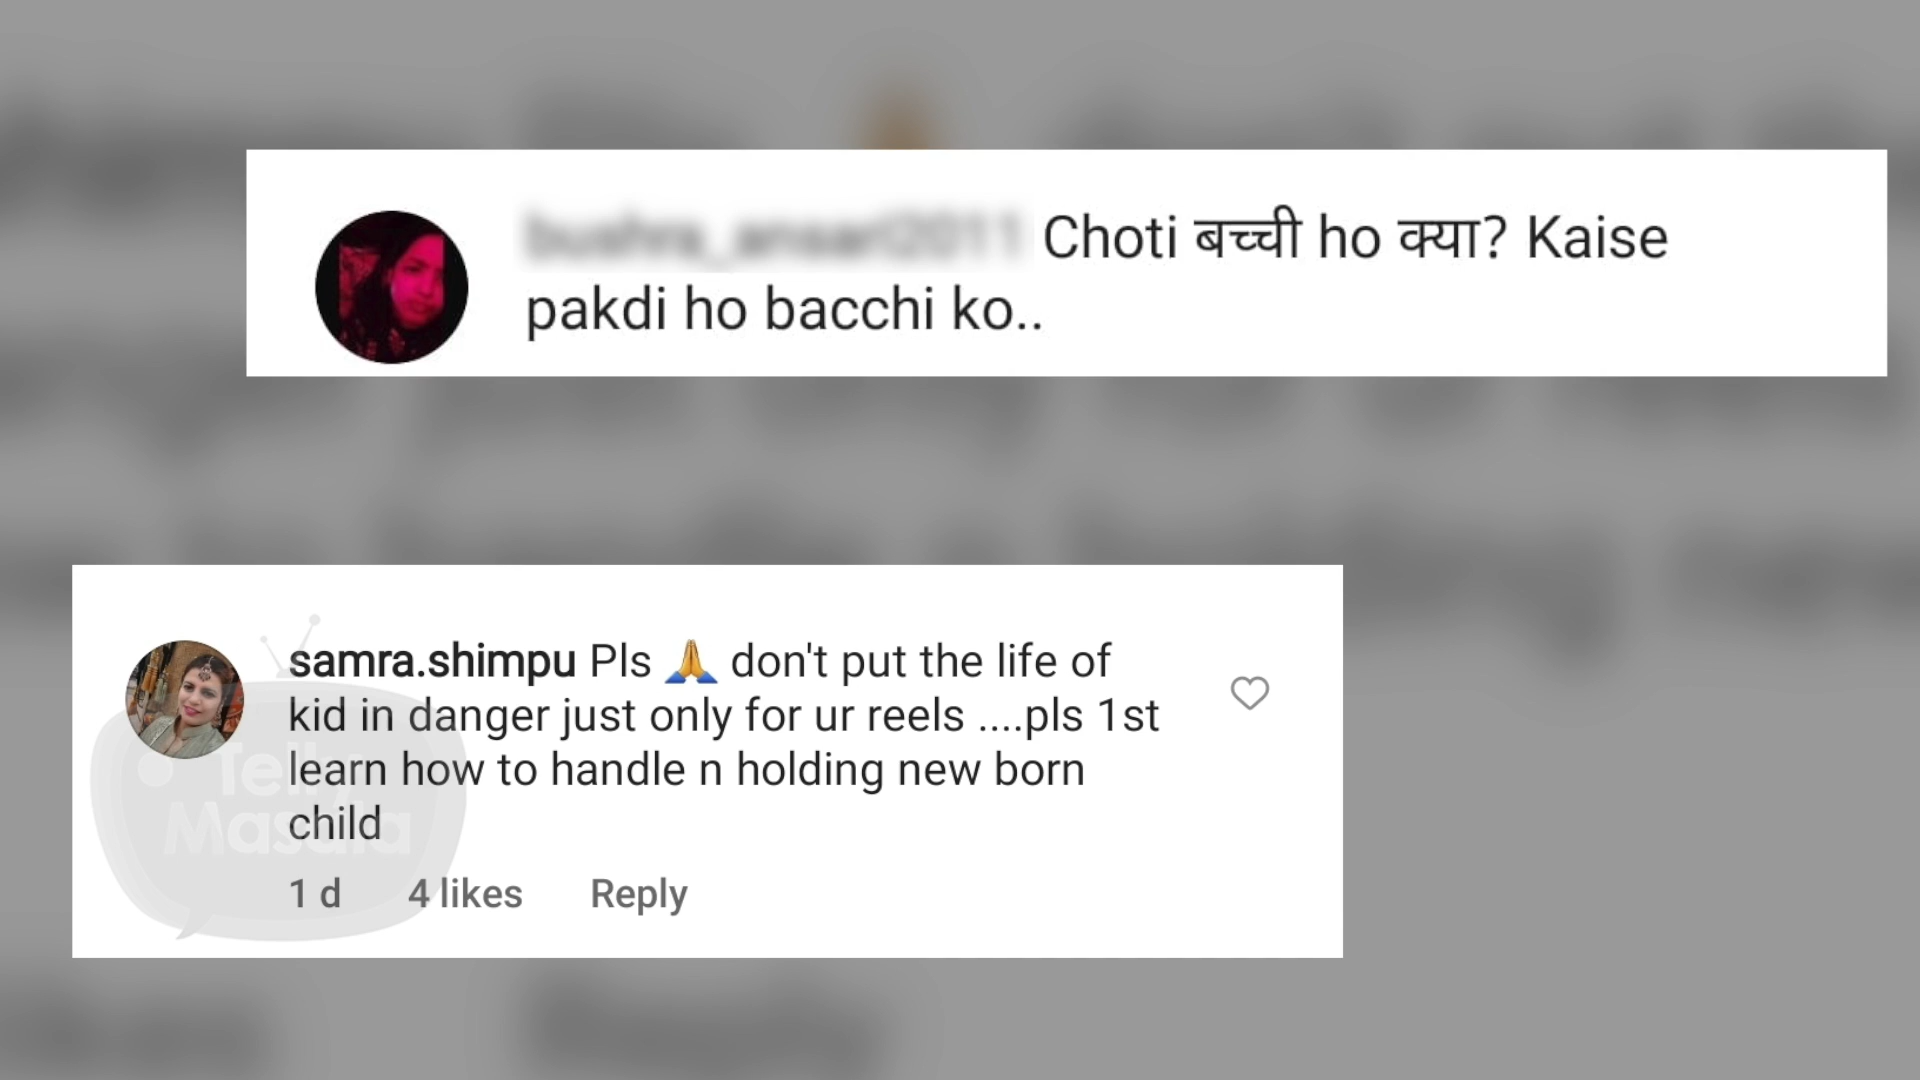 Choti बच्ची ho क्या? Kaise
pakdi ho bacchi ko..
samra.shimpu Pls 🙏 don't put the life of
kid in danger just only for ur reels ....pls 1st
learn how to handle n holding new born
child
1 d 4 likes Reply
Telly
Masala